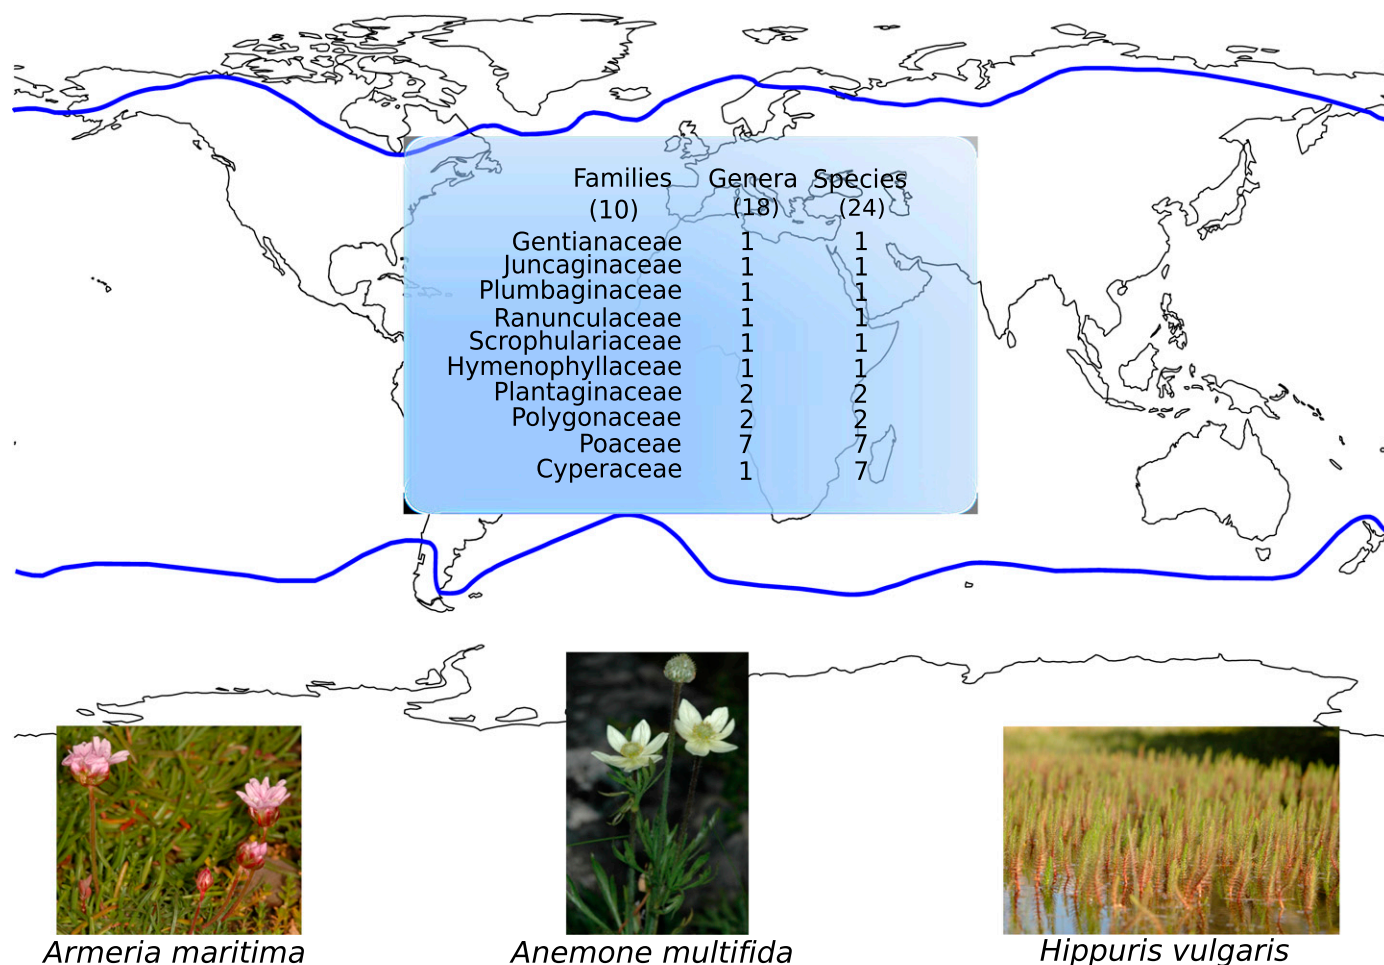 Families Genera Species
(10) (18) (24)
Gentianaceae 1 1
Juncaginaceae 1 1
Plumbaginaceae 1 1
Ranunculaceae 1 1
Scrophulariaceae 1 1
Hymenophyllaceae 1 1
Plantaginaceae 2 2
Polygonaceae 2 2
Poaceae 7 7
Cyperaceae 1 7
Armeria maritima
Anemone multifida
Hippuris vulgaris